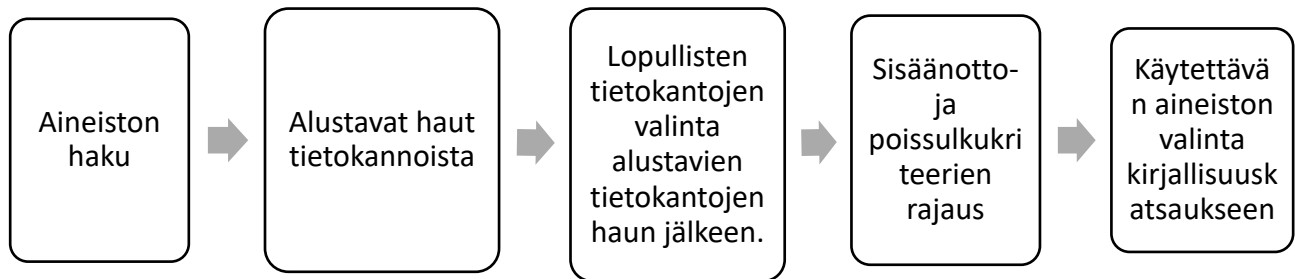 Aineiston
haku
Alustavat haut
tietokannoista
Lopullisten
tietokantojen
valinta
alustavien
tietokantojen
haun jälkeen.
Sisäänotto-
ja
poissulkukri
teerien
rajaus
Käytettävä
n aineiston
valinta
kirjallisuusk
atsaukseen